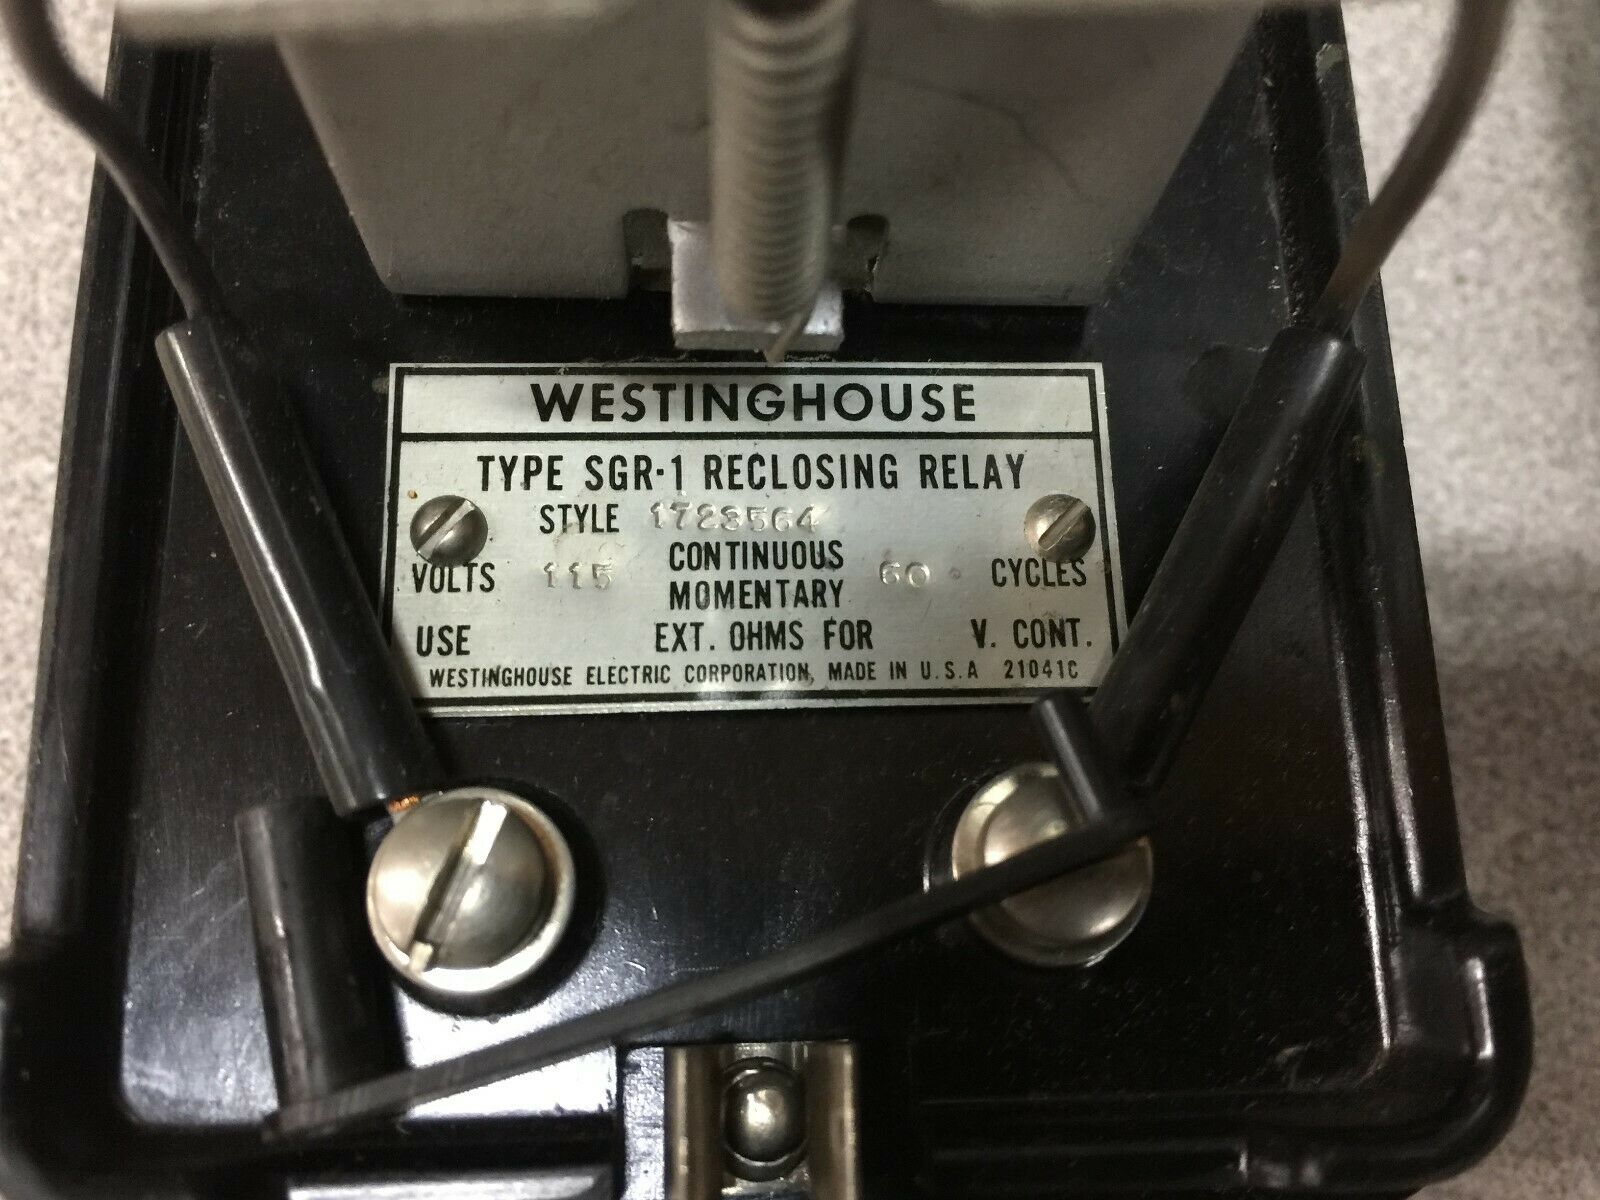 WESTINGHOUSE
TYPE SGR-1 RECLOSING RELAY
STYLE 1723564
VOLTS 115 CONTINUOUS MOMENTARY 60 CYCLES
USE EXT. OHMS FOR V. CONT.
WESTINGHOUSE ELECTRIC CORPORATION, MADE IN U.S.A 21041C